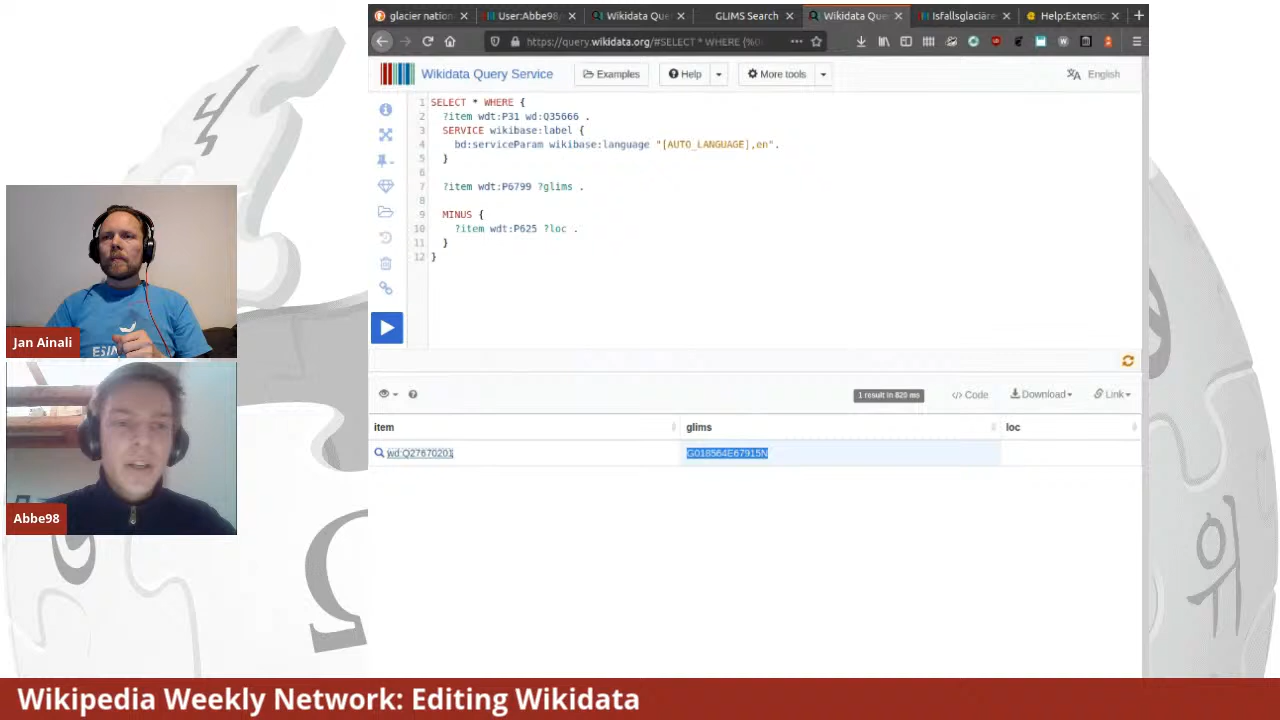 glacier nation
User:Abbe98/
Wikidata Que
GLIMS Search
Wikidata Que
Isfallsglaciäre
Help:Extensic
https://query.wikidata.org/#SELECT * WHERE {%0
Wikidata Query Service
Examples
Help
More tools
English
1 SELECT * WHERE {
2 ?item wdt:P31 wd:Q35666 .
3 SERVICE wikibase:label {
4 bd:serviceParam wikibase:language "[AUTO_LANGUAGE],en".
5 }
6
7 ?item wdt:P6799 ?glims .
8
9 MINUS {
10 ?item wdt:P625 ?loc .
11 }
12 }
1 result in 820 ms
</> Code
Download
Link
item glims loc
wd:Q27670201 G018564E67915N
Jan Ainali
ESIN
Abbe98
Ω
위
Wikipedia Weekly Network: Editing Wikidata